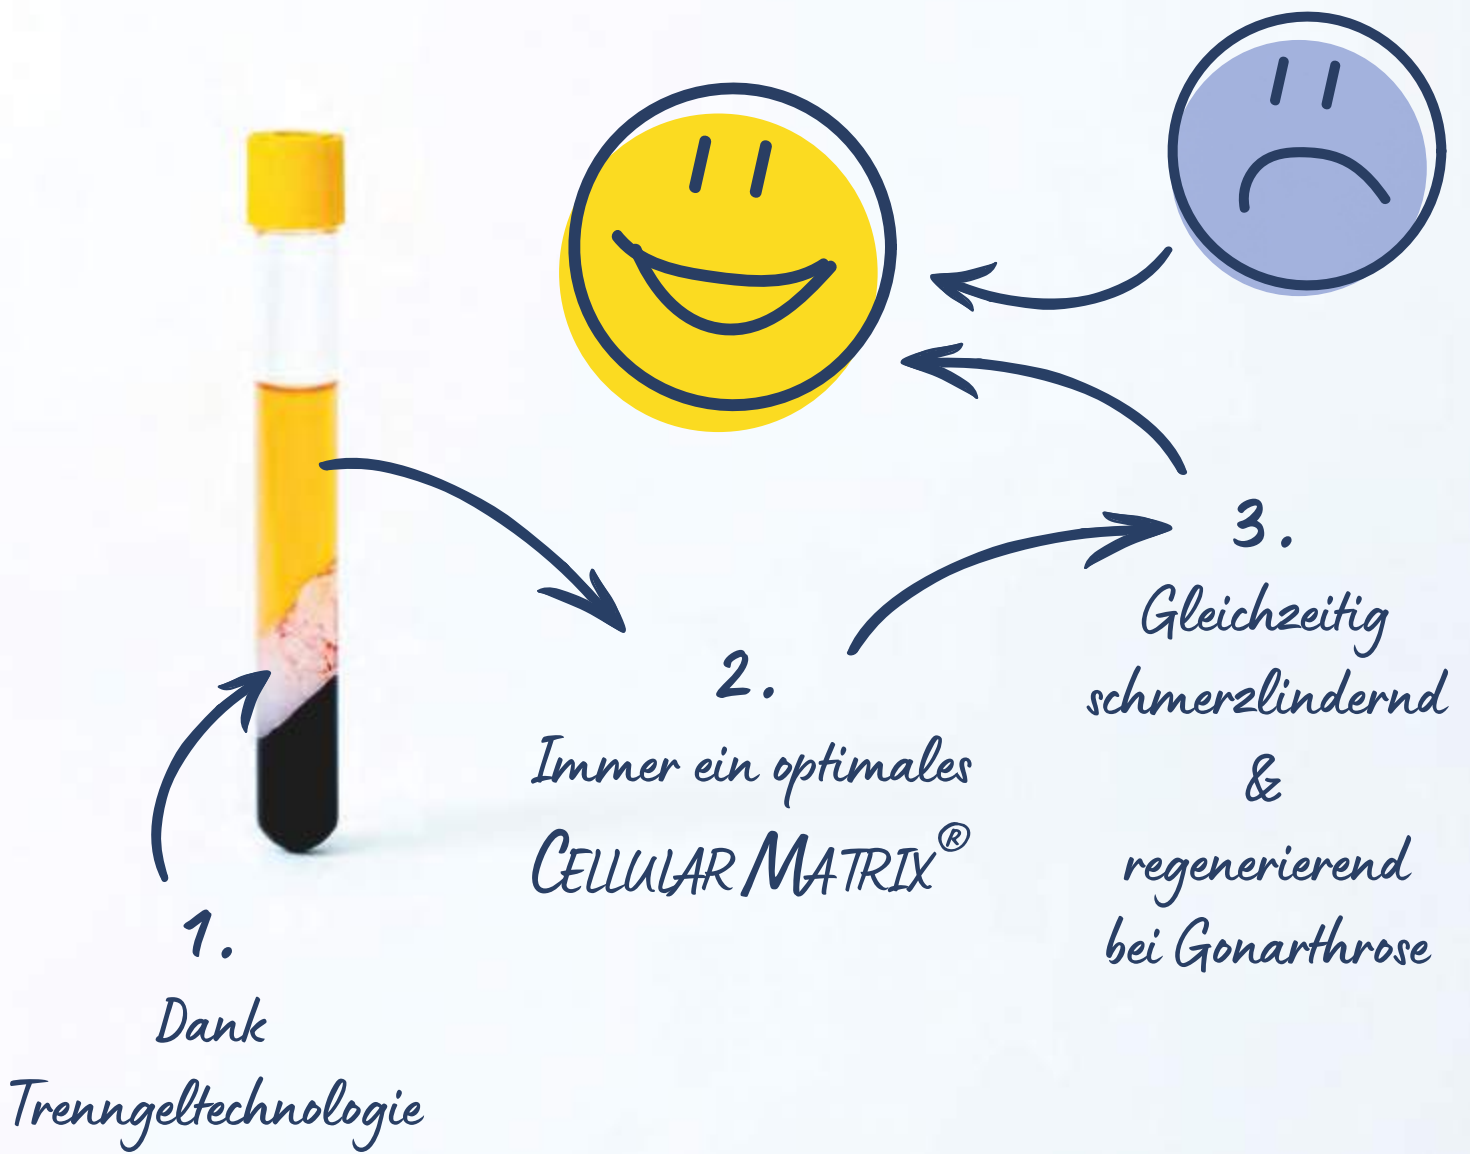 1.
Dank
Trenngeltechnologie
2.
Immer ein optimales
CELLULAR MATRIX®
3.
Gleichzeitig
schmerzlindernd
&
regenerierend
bei Gonarthrose